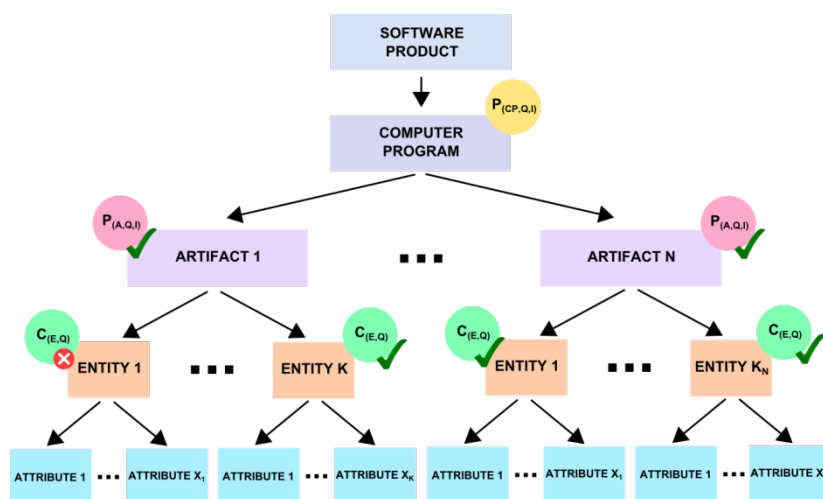 SOFTWARE
PRODUCT
P(CP,Q,I)
COMPUTER
PROGRAM
P(A,Q,I)
P(A,Q,I)
ARTIFACT 1
ARTIFACT N
C(E,Q)
C(E,Q)
C(E,Q)
C(E,Q)
ENTITY 1
ENTITY K
ENTITY 1
ENTITY KN
ATTRIBUTE 1
ATTRIBUTE X1
ATTRIBUTE 1
ATTRIBUTE XK
ATTRIBUTE 1
ATTRIBUTE X1
ATTRIBUTE 1
ATTRIBUTE X